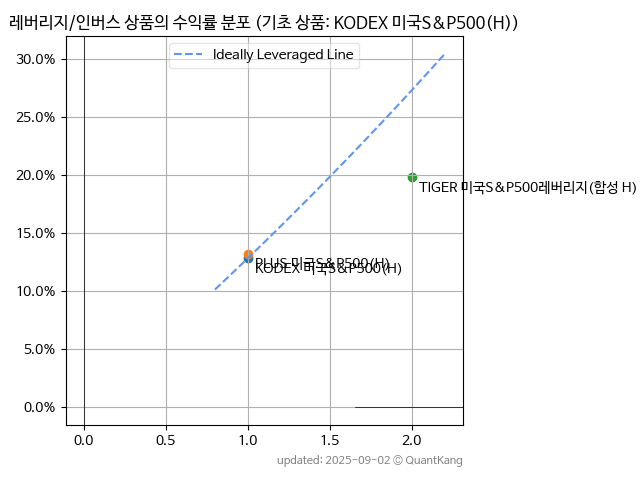 레버리지/인버스 상품의 수익률 분포 (기초 상품: KODEX 미국S&P500(H))
Ideally Leveraged Line
30.0%
25.0%
20.0%
TIGER 미국S&P500레버리지(합성 H)
15.0%
PLUS 미국S&P500(H)
KODEX 미국S&P500(H)
10.0%
5.0%
0.0%
0.0 0.5 1.0 1.5 2.0
updated: 2025-09-02 © QuantKang